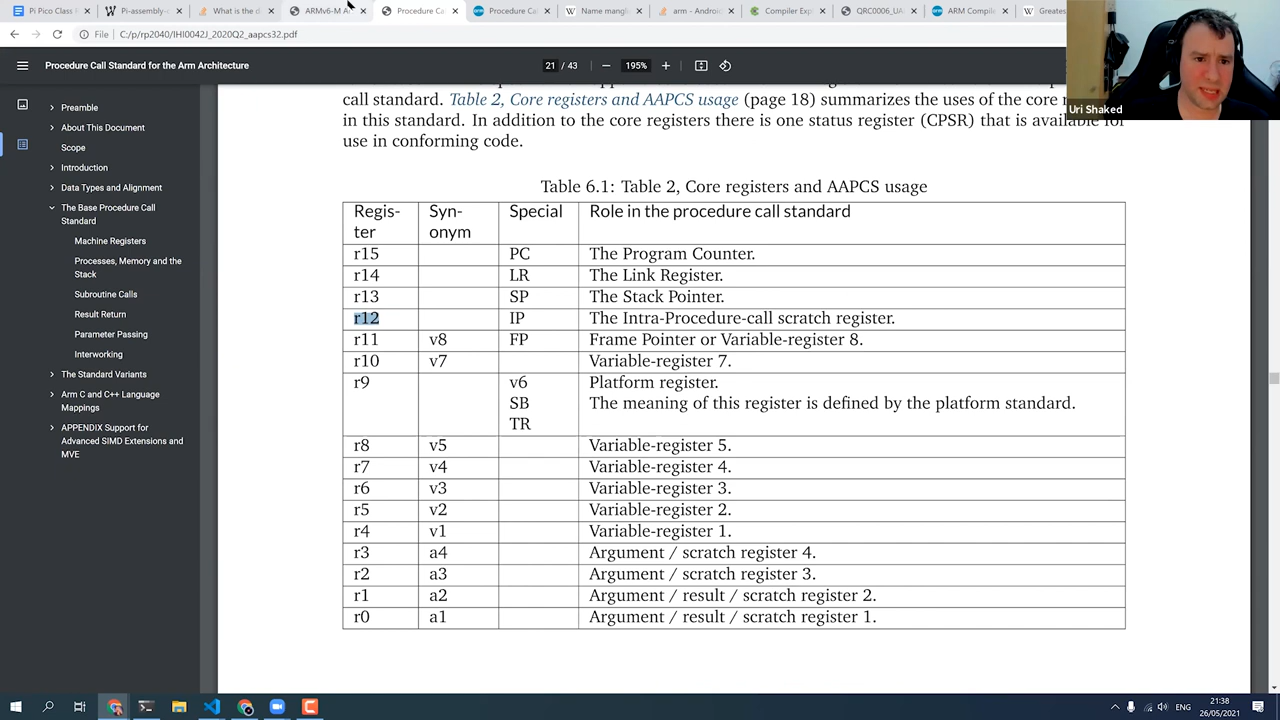 Pi Pico Class
Pi-assembly-
What is the d
ARMv6-M A
Procedure Cal
Procedure Cal
Name mangl
arm - Android
Compiler Exp
QRC0006_UA
ARM Compile
Greates
File C:/p/rp2040/IHI0042J_2020Q2_aapcs32.pdf
Procedure Call Standard for the Arm Architecture
21 / 43
195%
Uri Shaked
Preamble
About This Document
Scope
Introduction
Data Types and Alignment
The Base Procedure Call
Standard
Machine Registers
Processes, Memory and the
Stack
Subroutine Calls
Result Return
Parameter Passing
Interworking
The Standard Variants
Arm C and C++ Language
Mappings
APPENDIX Support for
Advanced SIMD Extensions and
MVE
call standard. Table 2, Core registers and AAPCS usage (page 18) summarizes the uses of the core
in this standard. In addition to the core registers there is one status register (CPSR) that is available for
use in conforming code.
Table 6.1: Table 2, Core registers and AAPCS usage
Regis-
ter
Syn-
onym
Special
Role in the procedure call standard
r15 PC The Program Counter.
r14 LR The Link Register.
r13 SP The Stack Pointer.
r12 IP The Intra-Procedure-call scratch register.
r11 v8 FP Frame Pointer or Variable-register 8.
r10 v7 Variable-register 7.
r9 v6 Platform register.
SB The meaning of this register is defined by the platform standard.
TR
r8 v5 Variable-register 5.
r7 v4 Variable-register 4.
r6 v3 Variable-register 3.
r5 v2 Variable-register 2.
r4 v1 Variable-register 1.
r3 a4 Argument / scratch register 4.
r2 a3 Argument / scratch register 3.
r1 a2 Argument / result / scratch register 2.
r0 a1 Argument / result / scratch register 1.
ENG
21:38
26/05/2021